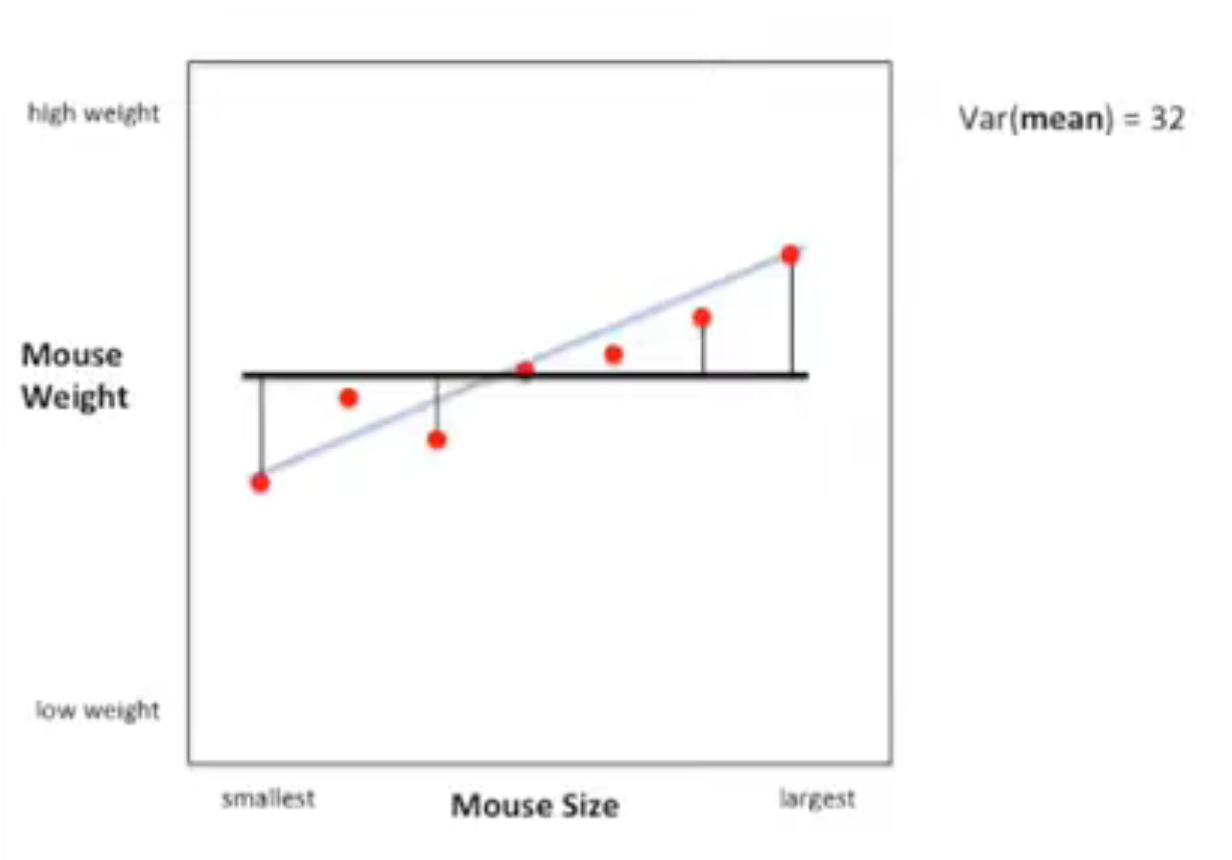 high weight
Var(mean) = 32
Mouse
Weight
low weight
smallest
Mouse Size
largest